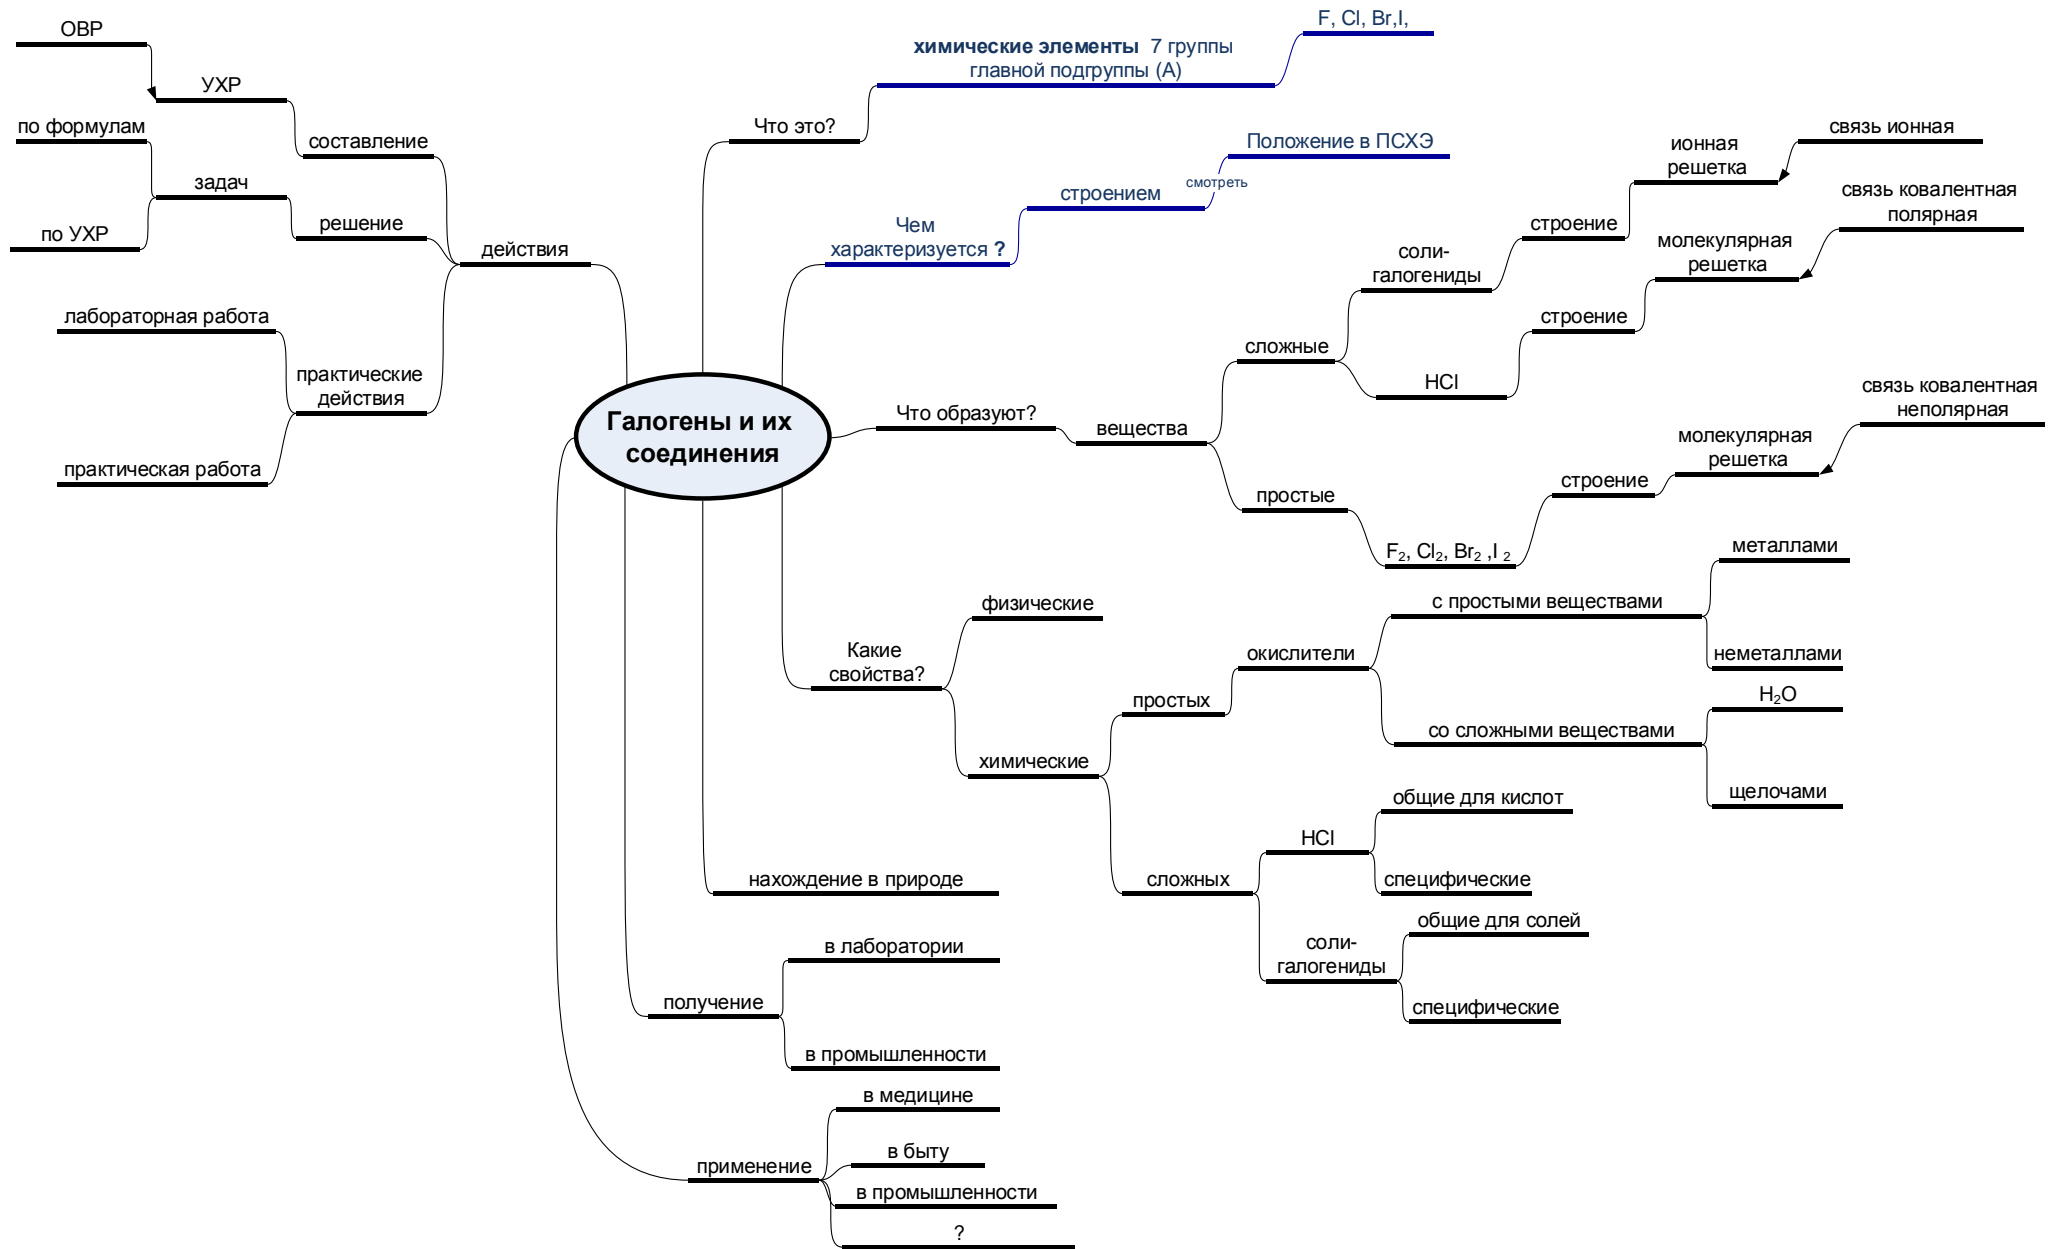 ОВР
УХР
по формулам
составление
задач
решение
по УХР
действия
лабораторная работа
практические
действия
практическая работа
Галогены и их
соединения
Что это?
химические элементы 7 группы
главной подгруппы (А)
F, Cl, Br,I,
Чем
характеризуется ?
строением
смотреть
Положение в ПСХЭ
Что образуют?
вещества
сложные
соли-
галогениды
строение
ионная
решетка
связь ионная
HCl
строение
молекулярная
решетка
связь ковалентная
полярная
простые
F₂, Cl₂, Br₂ ,I ₂
строение
молекулярная
решетка
связь ковалентная
неполярная
Какие
свойства?
физические
химические
простых
окислители
с простыми веществами
металлами
неметаллами
со сложными веществами
H₂O
щелочами
сложных
HCl
общие для кислот
специфические
соли-
галогениды
общие для солей
специфические
нахождение в природе
получение
в лаборатории
в промышленности
применение
в медицине
в быту
в промышленности
?